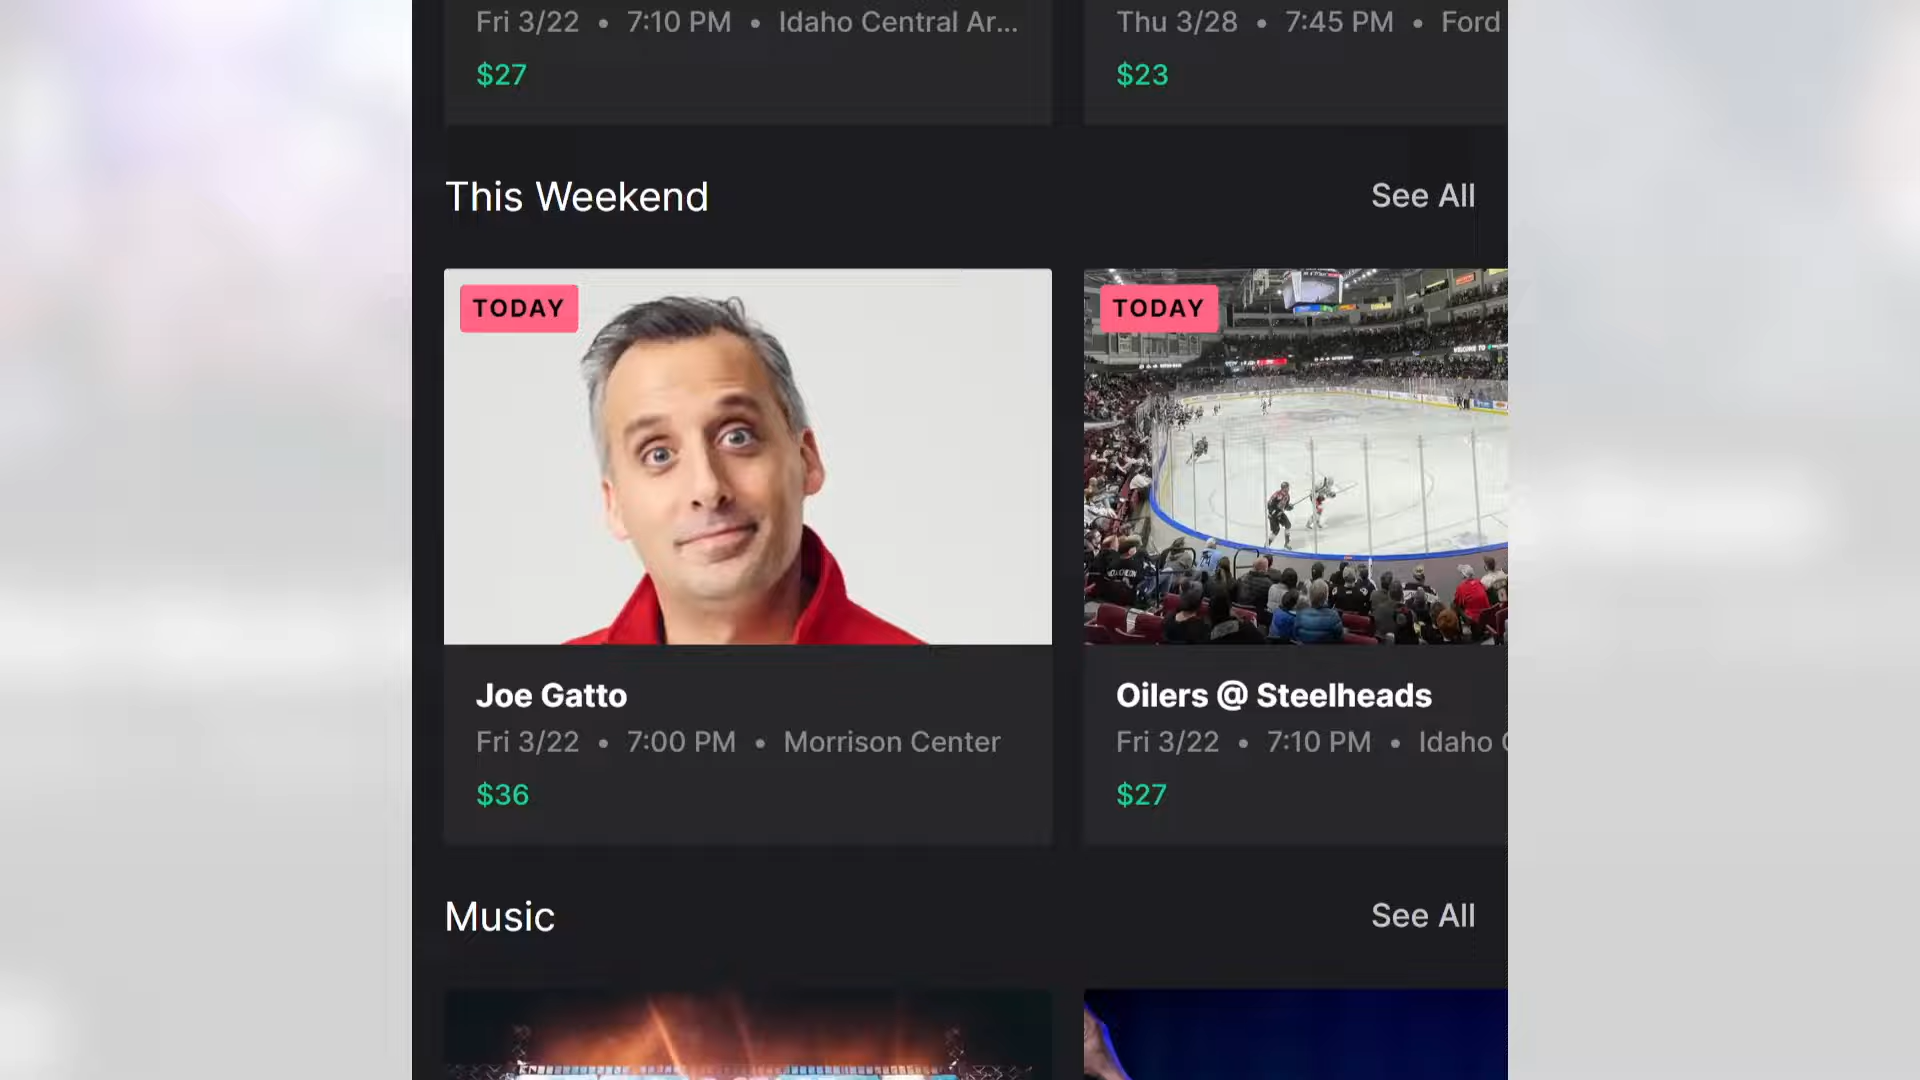 Fri 3/22 • 7:10 PM • Idaho Central Ar...
$27
Thu 3/28 • 7:45 PM • Ford
$23
This Weekend
See All
TODAY
Joe Gatto
Fri 3/22 • 7:00 PM • Morrison Center
$36
TODAY
Oilers @ Steelheads
Fri 3/22 • 7:10 PM • Idaho
$27
Music
See All